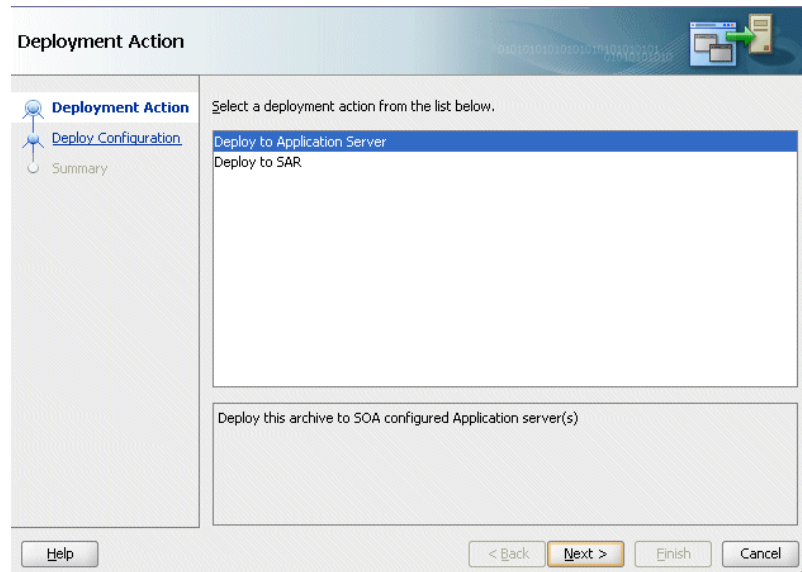 Deployment Action
Deployment Action
Deploy Configuration
Summary
Select a deployment action from the list below.
Deploy to Application Server
Deploy to SAR
Deploy this archive to SOA configured Application server(s)
Help
< Back
Next >
Finish
Cancel